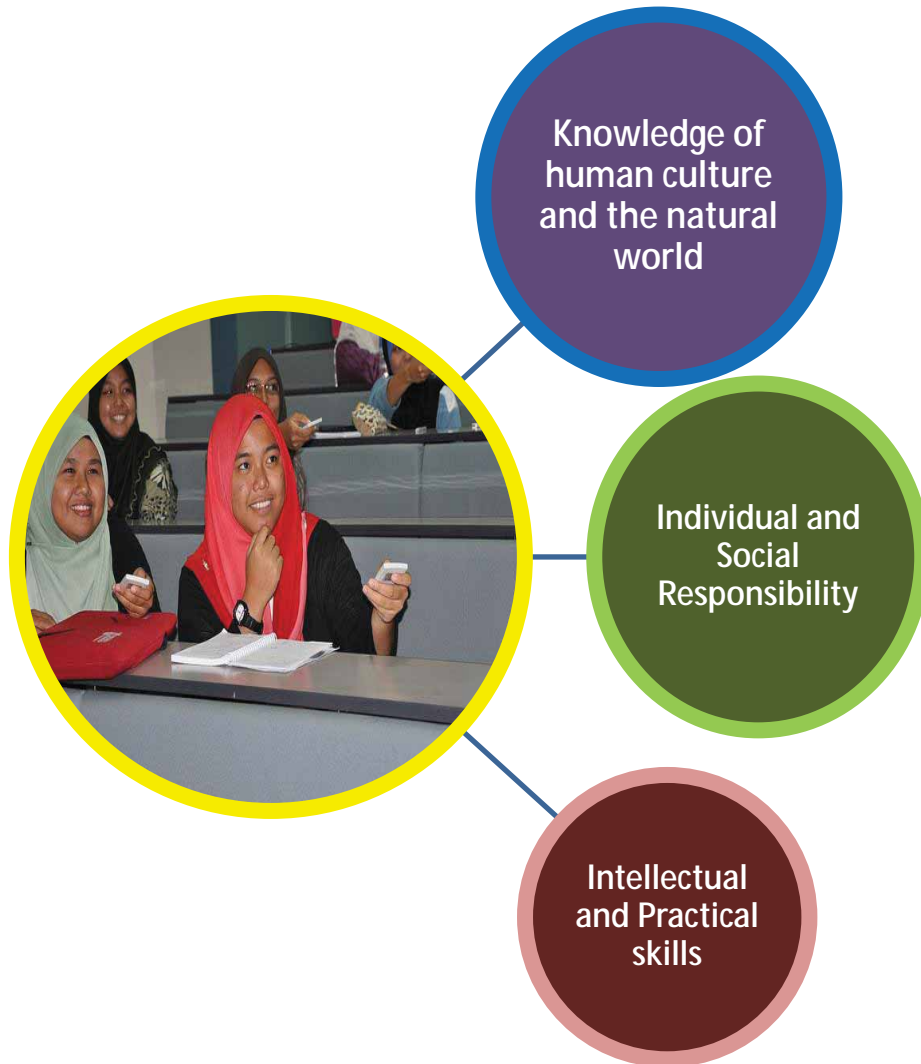 Knowledge of
human culture
and the natural
world
Individual and
Social
Responsibility
Intellectual
and Practical
skills